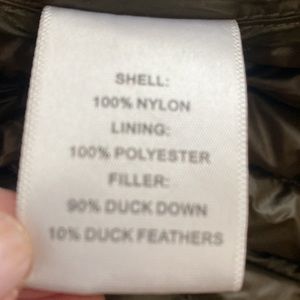 SHELL:
100% NYLON
LINING:
100% POLYESTER
FILLER:
90% DUCK DOWN
10% DUCK FEATHERS